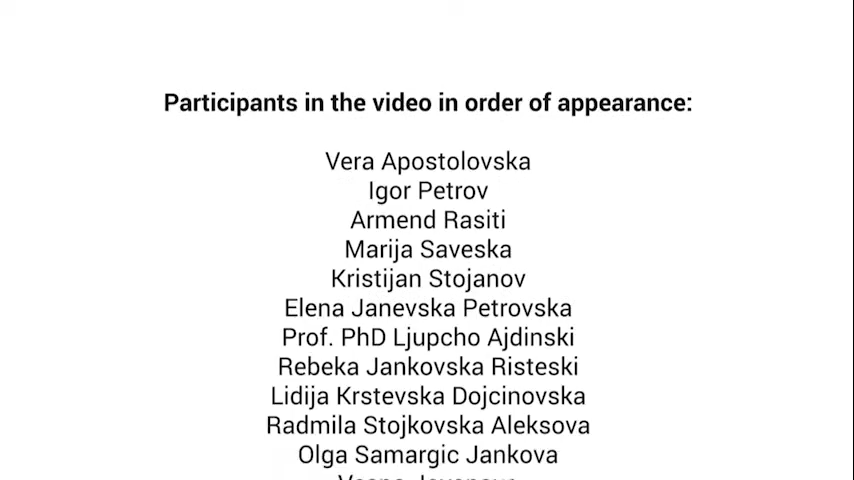 Participants in the video in order of appearance:
Vera Apostolovska
Igor Petrov
Armend Rasiti
Marija Saveska
Kristijan Stojanov
Elena Janevska Petrovska
Prof. PhD Ljupcho Ajdinski
Rebeka Jankovska Risteski
Lidija Krstevska Dojcinovska
Radmila Stojkovska Aleksova
Olga Samargic Jankova